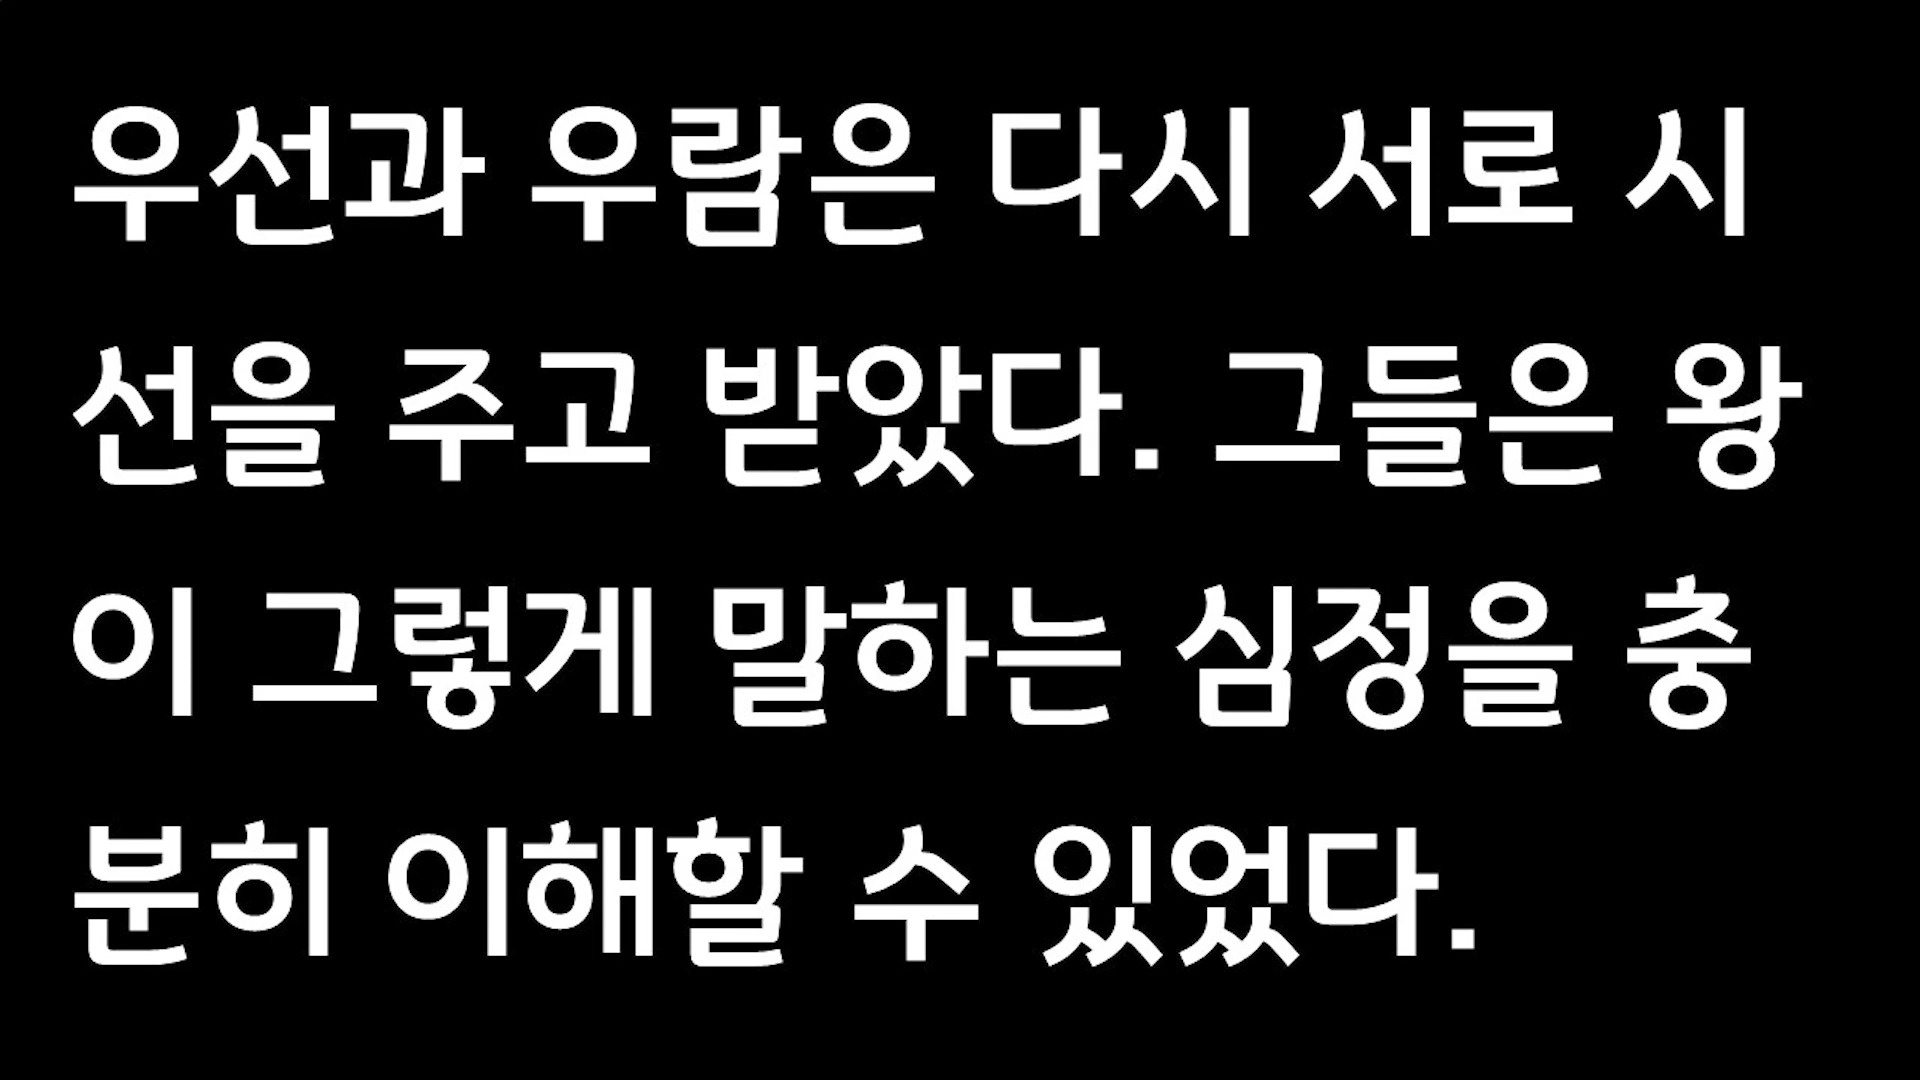 우선과 우람은 다시 서로 시
선을 주고 받았다. 그들은 왕
이 그렇게 말하는 심정을 충
분히 이해할 수 있었다.